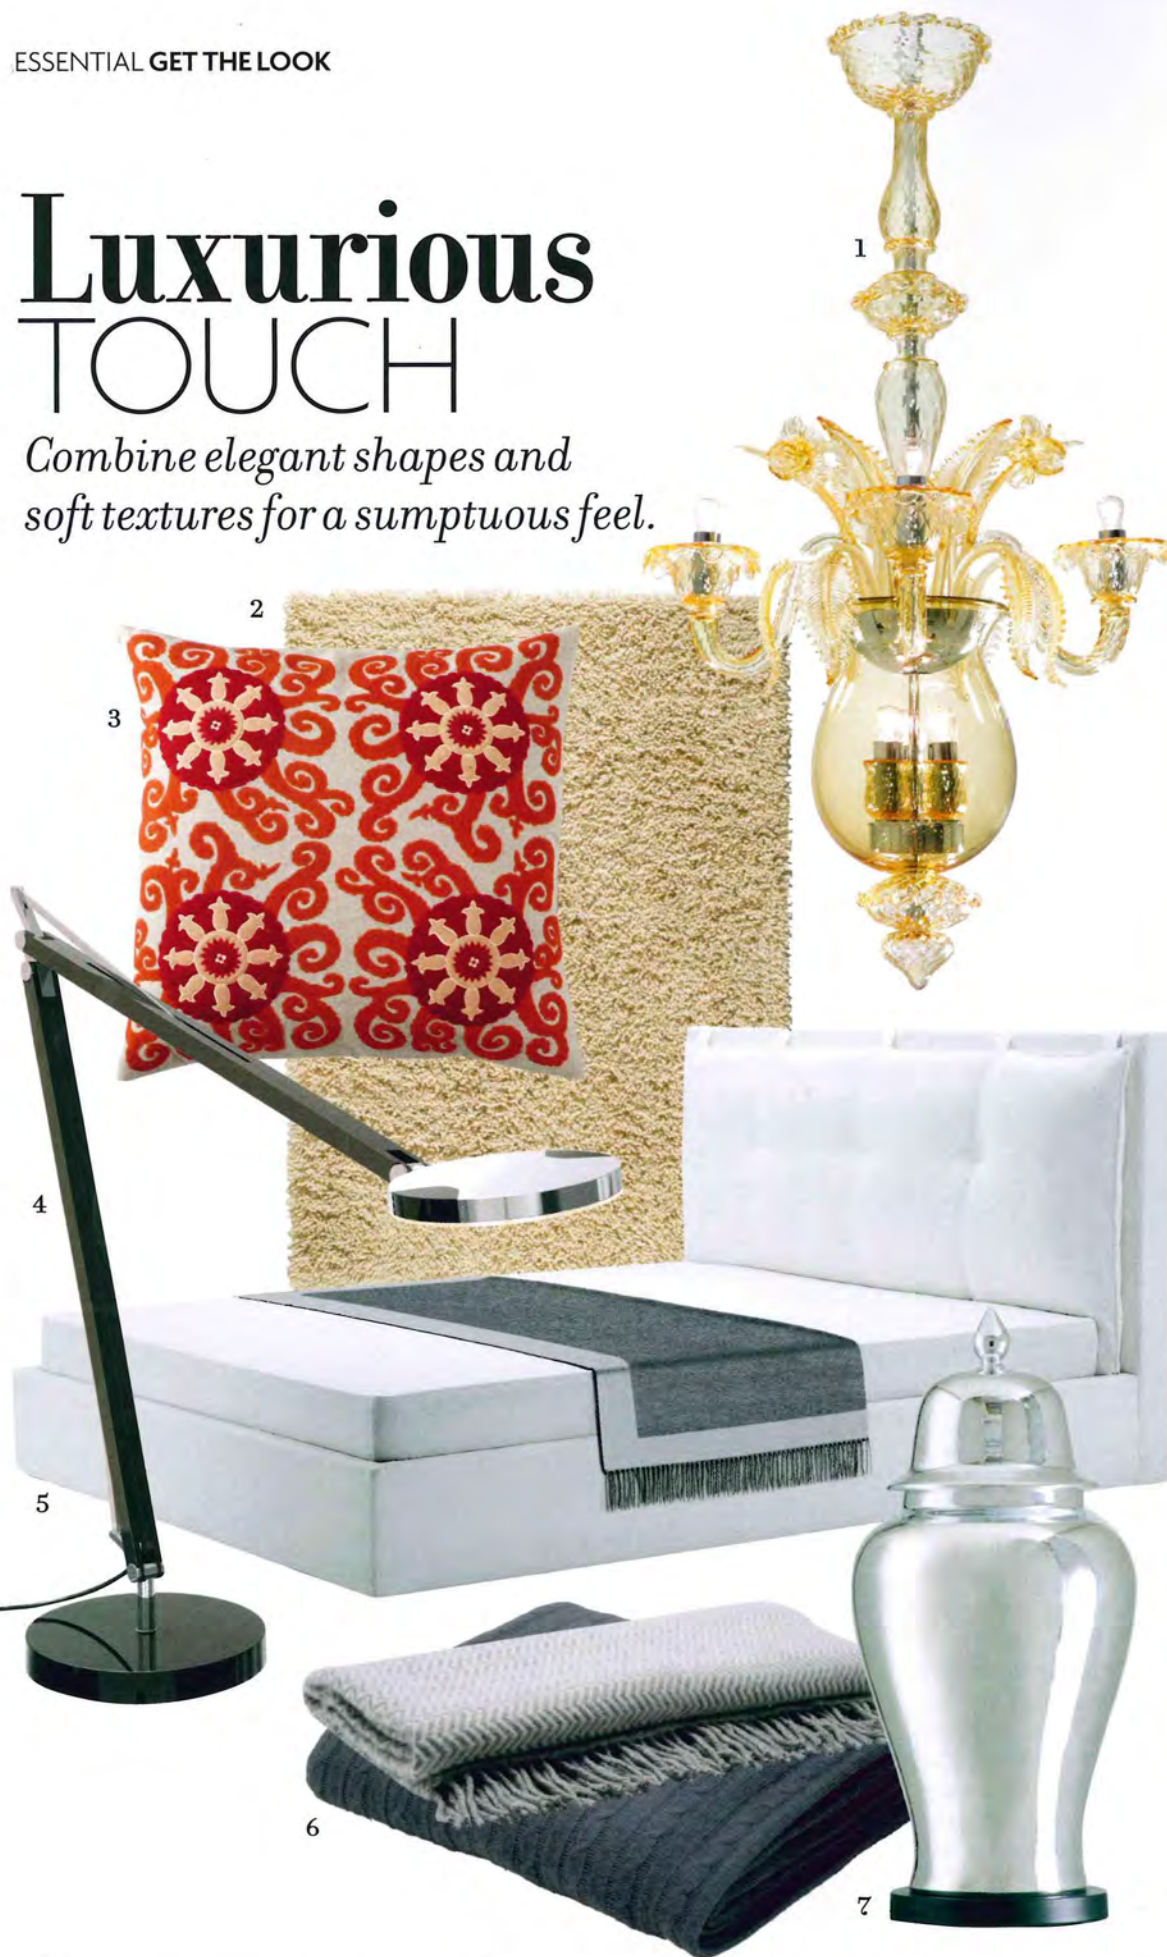 ESSENTIAL GET THE LOOK
Luxurious
TOUCH
Combine elegant shapes and
soft textures for a sumptuous feel.
1
2
3
4
5
6
7